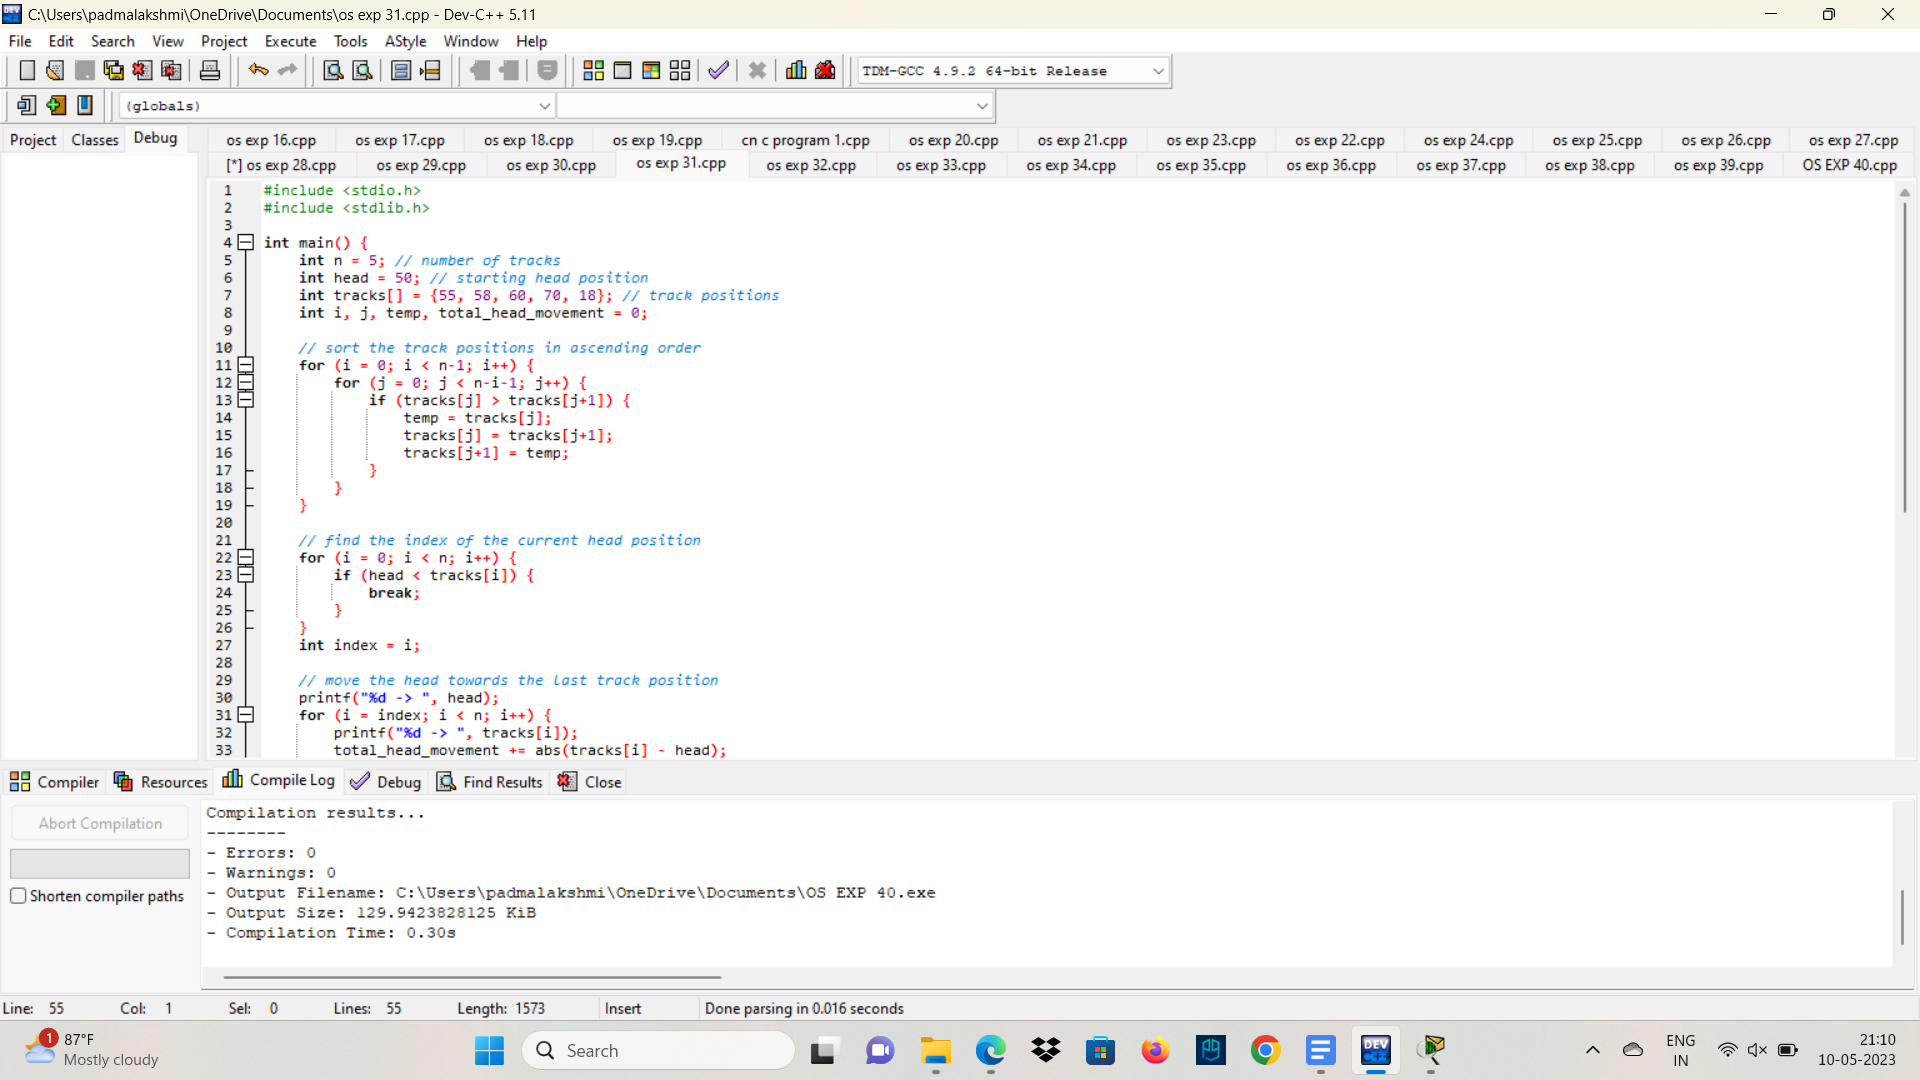 C:\Users\padmalakshmi\OneDrive\Documents\os exp 31.cpp - Dev-C++ 5.11
File Edit Search View Project Execute Tools AStyle Window Help
TDM-GCC 4.9.2 64-bit Release
(globals)
Project Classes Debug
os exp 16.cpp os exp 17.cpp os exp 18.cpp os exp 19.cpp cn c program 1.cpp os exp 20.cpp os exp 21.cpp os exp 23.cpp os exp 22.cpp os exp 24.cpp os exp 25.cpp os exp 26.cpp os exp 27.cpp
[*] os exp 28.cpp os exp 29.cpp os exp 30.cpp os exp 31.cpp os exp 32.cpp os exp 33.cpp os exp 34.cpp os exp 35.cpp os exp 36.cpp os exp 37.cpp os exp 38.cpp os exp 39.cpp OS EXP 40.cpp
1 #include <stdio.h>
2 #include <stdlib.h>
3
4 int main() {
5 int n = 5; // number of tracks
6 int head = 50; // starting head position
7 int tracks[] = {55, 58, 60, 70, 18}; // track positions
8 int i, j, temp, total_head_movement = 0;
9
10 // sort the track positions in ascending order
11 for (i = 0; i < n-1; i++) {
12 for (j = 0; j < n-i-1; j++) {
13 if (tracks[j] > tracks[j+1]) {
14 temp = tracks[j];
15 tracks[j] = tracks[j+1];
16 tracks[j+1] = temp;
17 }
18 }
19 }
20
21 // find the index of the current head position
22 for (i = 0; i < n; i++) {
23 if (head < tracks[i]) {
24 break;
25 }
26 }
27 int index = i;
28
29 // move the head towards the last track position
30 printf("%d -> ", head);
31 for (i = index; i < n; i++) {
32 printf("%d -> ", tracks[i]);
33 total_head_movement += abs(tracks[i] - head);
Compiler Resources Compile Log Debug Find Results Close
Abort Compilation
Shorten compiler paths
Compilation results...
--------
- Errors: 0
- Warnings: 0
- Output Filename: C:\Users\padmalakshmi\OneDrive\Documents\OS EXP 40.exe
- Output Size: 129.9423828125 KiB
- Compilation Time: 0.30s
Line: 55 Col: 1 Sel: 0 Lines: 55 Length: 1573 Insert Done parsing in 0.016 seconds
1
87°F
Mostly cloudy
Search
DEV
C++
ENG
IN
21:10
10-05-2023